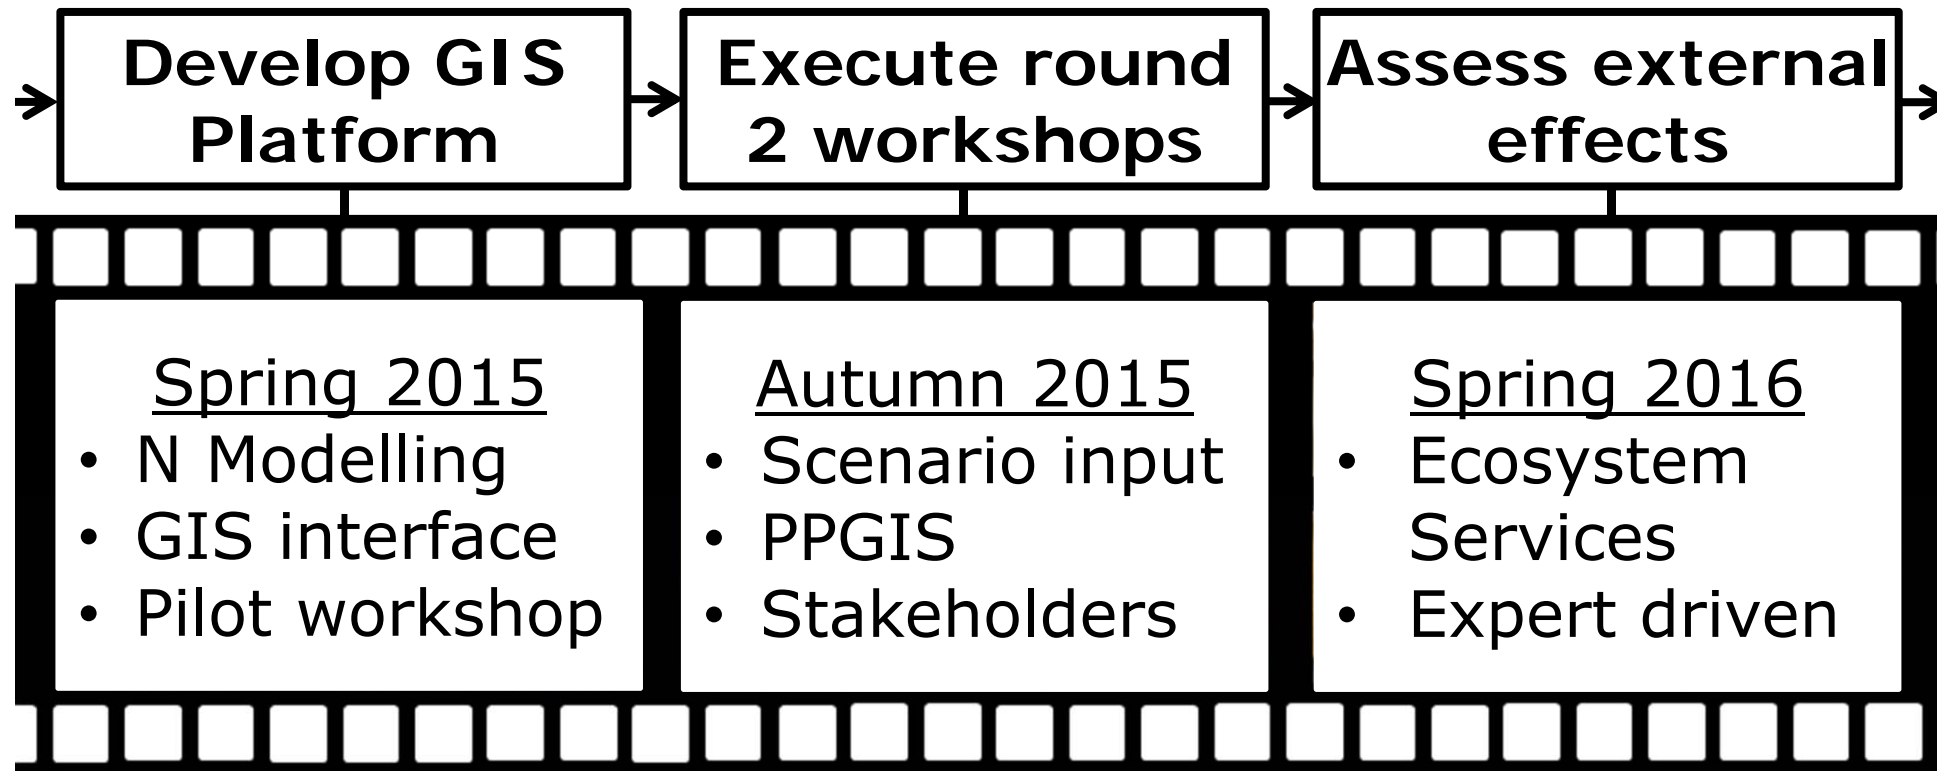 Develop GIS
Platform
Execute round
2 workshops
Assess external
effects
Spring 2015
• N Modelling
• GIS interface
• Pilot workshop
Autumn 2015
• Scenario input
• PPGIS
• Stakeholders
Spring 2016
• Ecosystem
Services
• Expert driven